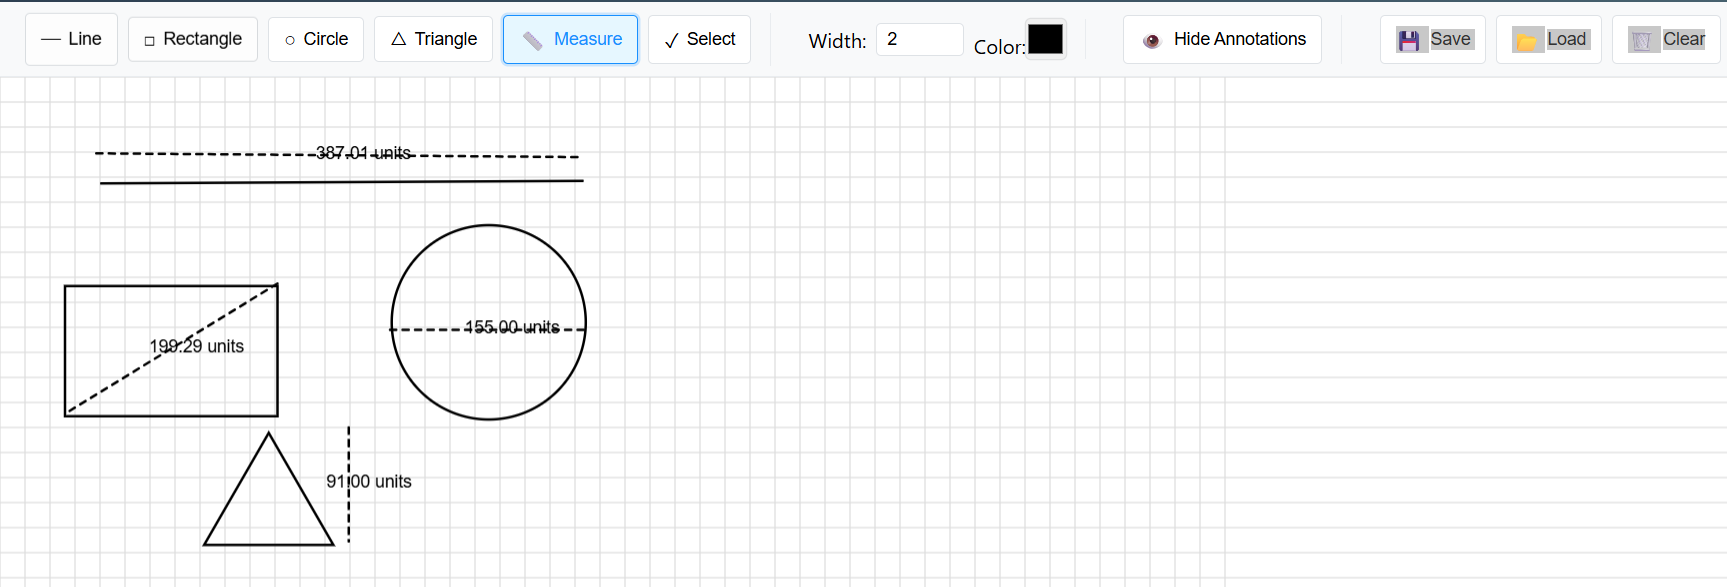 Line Rectangle Circle Triangle Measure Select Width: 2 Color: Hide Annotations Save Load Clear
387.01 units
155.00 units
199.29 units
91.00 units